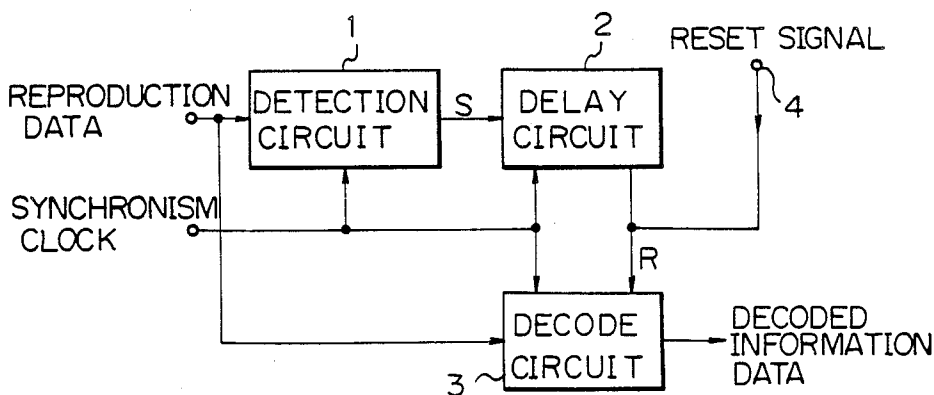 1
2
RESET SIGNAL
4
REPRODUCTION
DATA
DETECTION
CIRCUIT
S
DELAY
CIRCUIT
SYNCHRONISM
CLOCK
R
DECODE
CIRCUIT
3
DECODED
INFORMATION
DATA